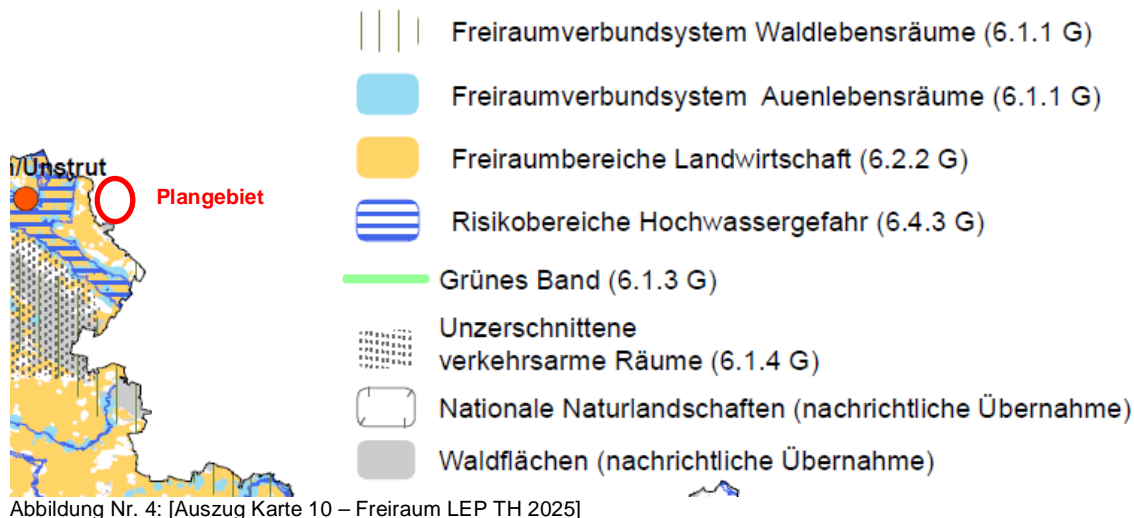 Freiraumverbundsystem Waldlebensräume (6.1.1 G)
Freiraumverbundsystem Auenlebensräume (6.1.1 G)
Freiraumbereiche Landwirtschaft (6.2.2 G)
Risikobereiche Hochwassergefahr (6.4.3 G)
Grünes Band (6.1.3 G)
Unzerschnittene
verkehrsarme Räume (6.1.4 G)
Nationale Naturlandschaften (nachrichtliche Übernahme)
Waldflächen (nachrichtliche Übernahme)
/Unstrut
Plangebiet
Abbildung Nr. 4: [Auszug Karte 10 – Freiraum LEP TH 2025]